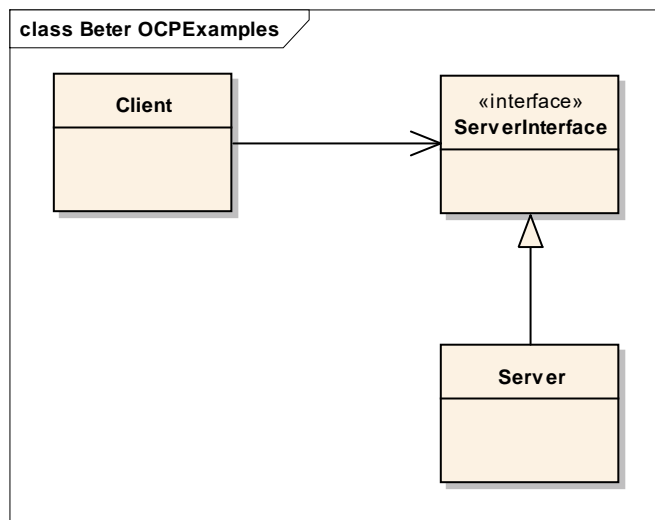 class Beter OCPExamples
Client
«interface»
ServerInterface
Server